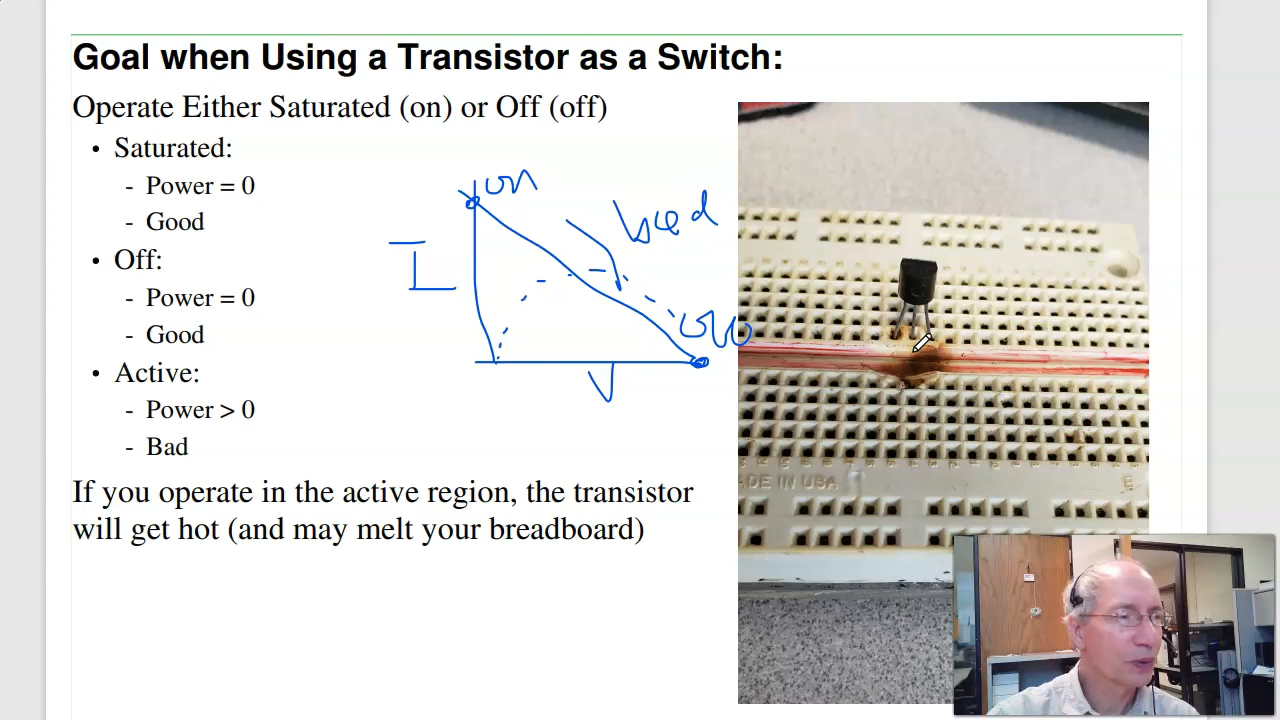 Goal when Using a Transistor as a Switch:
Operate Either Saturated (on) or Off (off)
• Saturated:
- Power = 0
- Good
• Off:
- Power = 0
- Good
• Active:
- Power > 0
- Bad
If you operate in the active region, the transistor
will get hot (and may melt your breadboard)
on
I
V
ADE IN USA